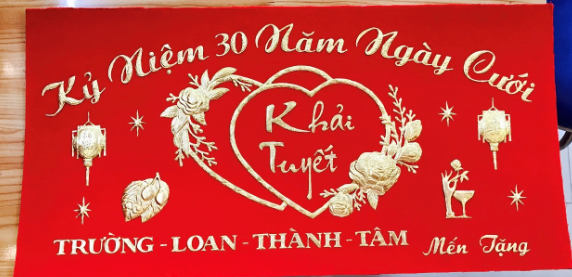 Kỷ Niệm 30 Năm Ngày Cưới
Khải
Tuyết
TRƯỜNG - LOAN - THÀNH - TÂM
Mến Tặng